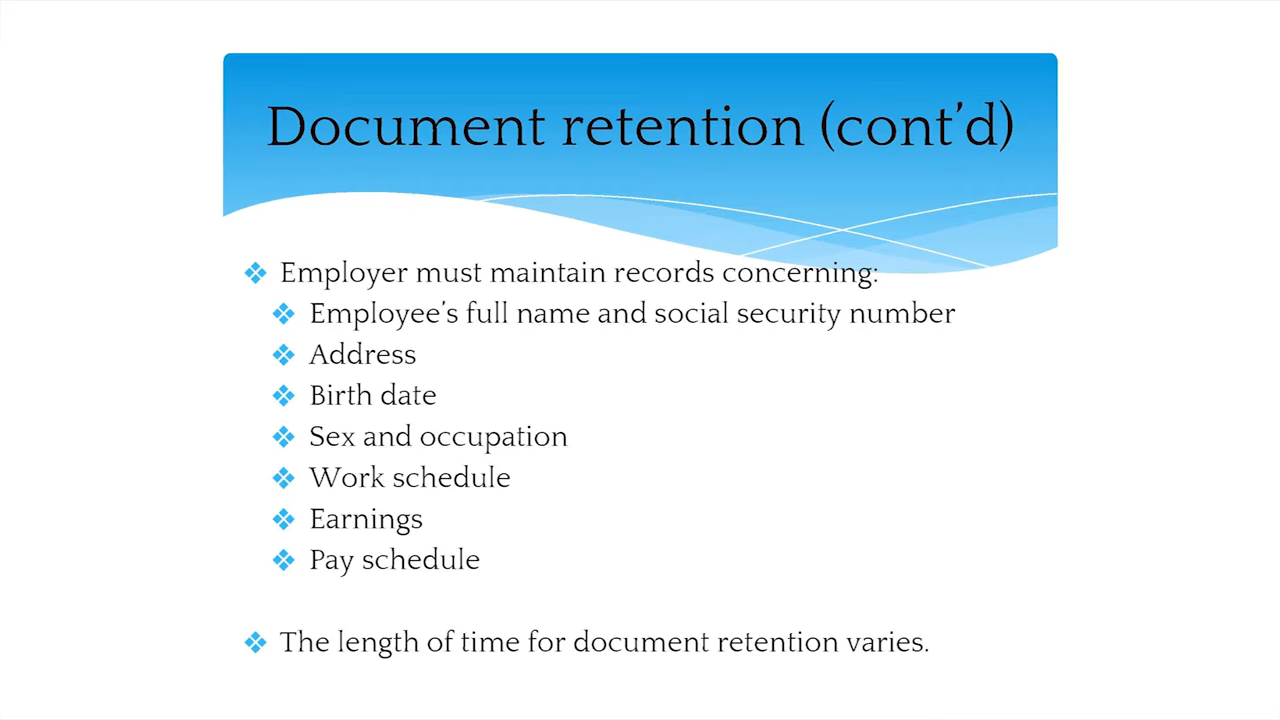 Document retention (cont’d)
Employer must maintain records concerning:
Employee’s full name and social security number
Address
Birth date
Sex and occupation
Work schedule
Earnings
Pay schedule
The length of time for document retention varies.